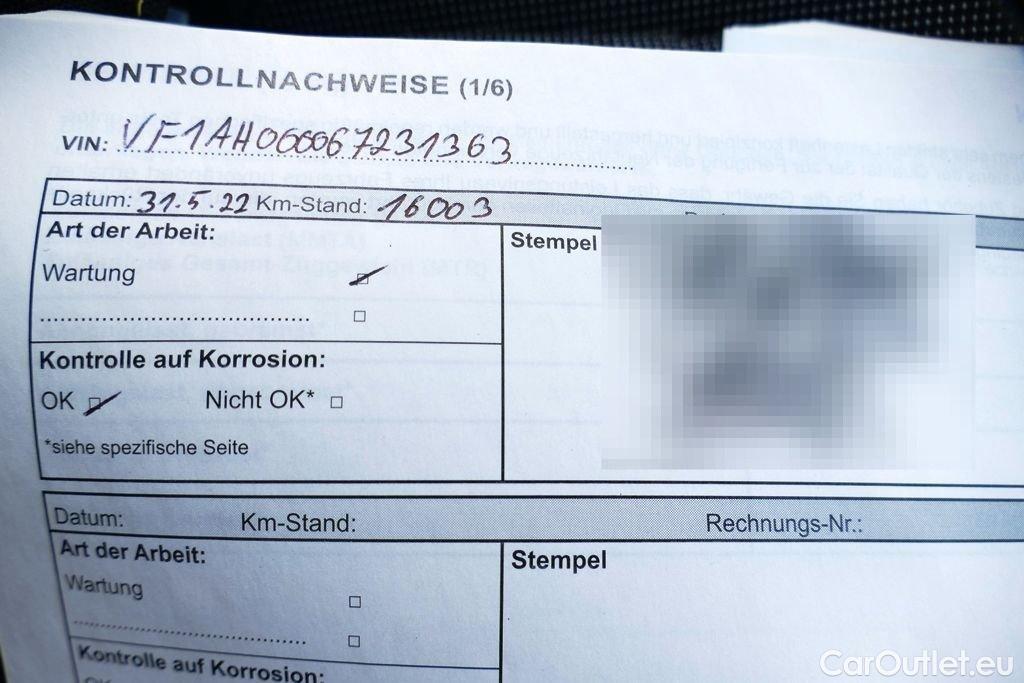 KONTROLLNACHWEISE (1/6)
VIN: VF1AH000067231363
Datum: 31.5.22 Km-Stand: 16003
Art der Arbeit:
Stempel
Wartung
Kontrolle auf Korrosion:
OK Nicht OK*
*siehe spezifische Seite
Datum: Km-Stand: Rechnungs-Nr.:
Art der Arbeit:
Stempel
Wartung
Kontrolle auf Korrosion:
CarOutlet.eu